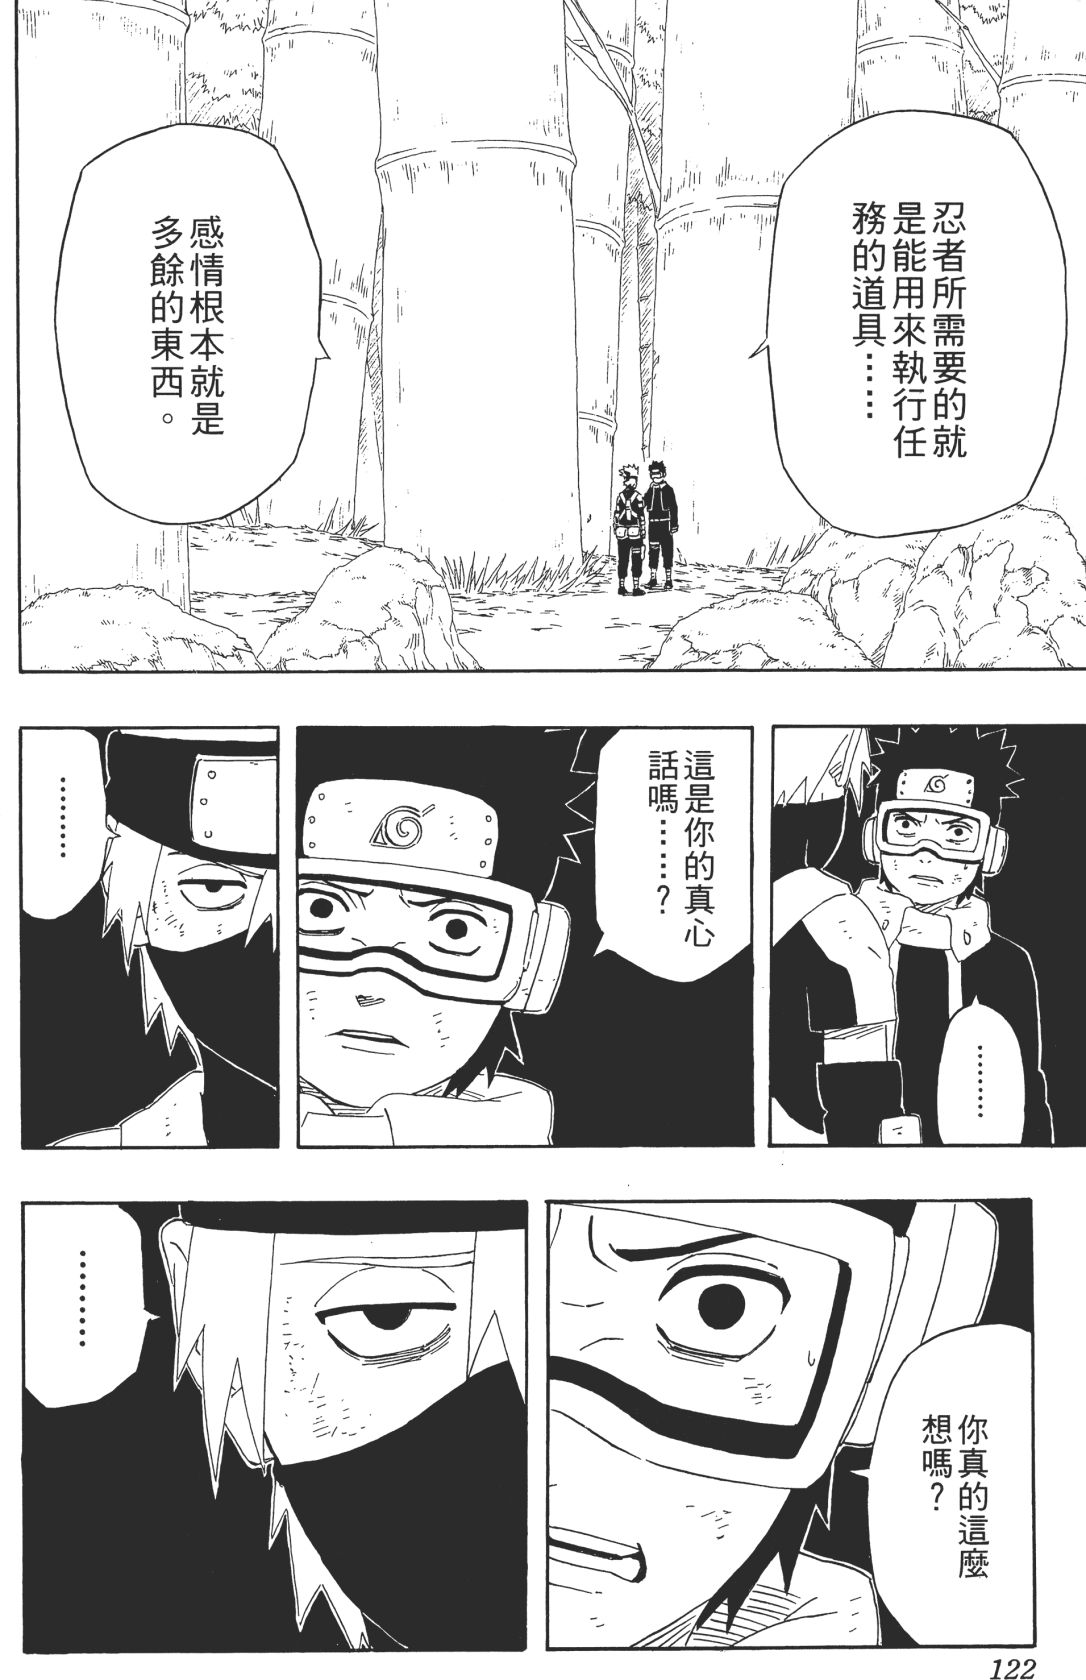 忍者所需要的就
是能用來執行任
務的道具……
感情根本就是
多餘的東西。
………
這是你的真心
話嗎……?
………
你真的這麼
想嗎?
………
122